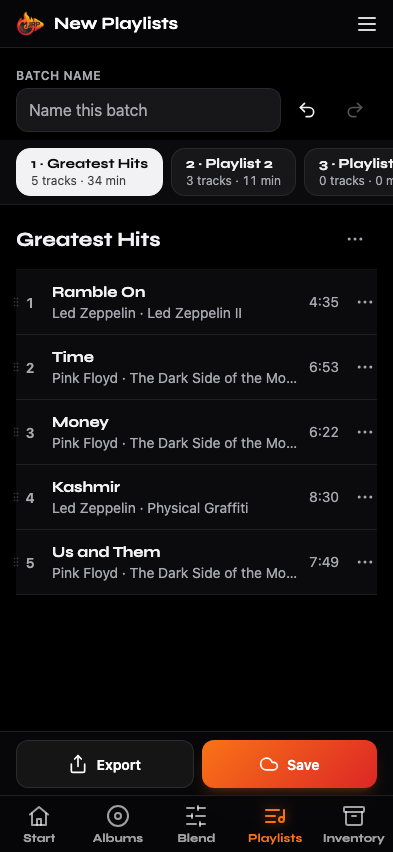 New Playlists
BATCH NAME
Name this batch
1 · Greatest Hits
5 tracks · 34 min
2 · Playlist 2
3 tracks · 11 min
3 · Playlist
0 tracks · 0 m
Greatest Hits
1
Ramble On
Led Zeppelin · Led Zeppelin II
4:35
2
Time
Pink Floyd · The Dark Side of the Mo...
6:53
3
Money
Pink Floyd · The Dark Side of the Mo...
6:22
4
Kashmir
Led Zeppelin · Physical Graffiti
8:30
5
Us and Them
Pink Floyd · The Dark Side of the Mo...
7:49
Export
Save
Start
Albums
Blend
Playlists
Inventory